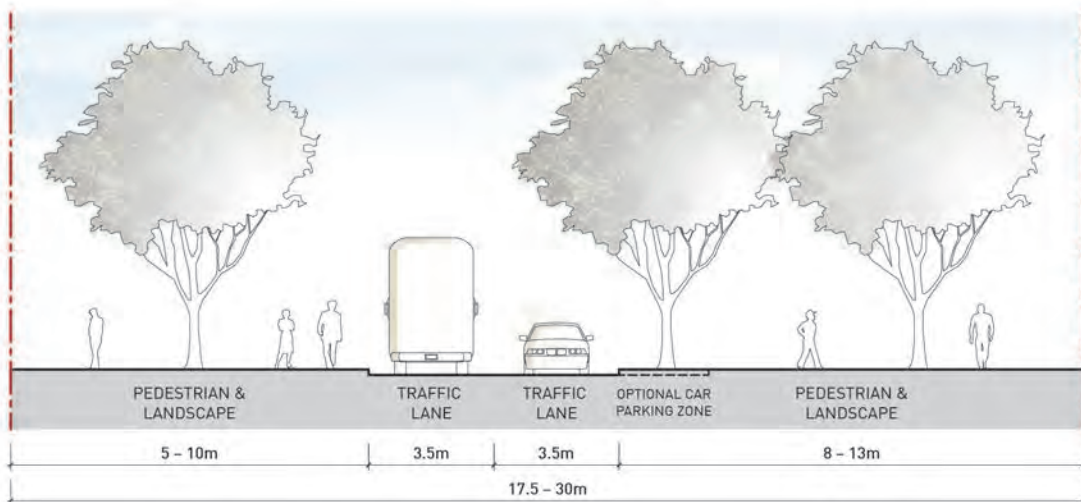 PEDESTRIAN &
LANDSCAPE
TRAFFIC
LANE
TRAFFIC
LANE
OPTIONAL CAR
PARKING ZONE
PEDESTRIAN &
LANDSCAPE
5 – 10m
3.5m
3.5m
8 – 13m
17.5 – 30m